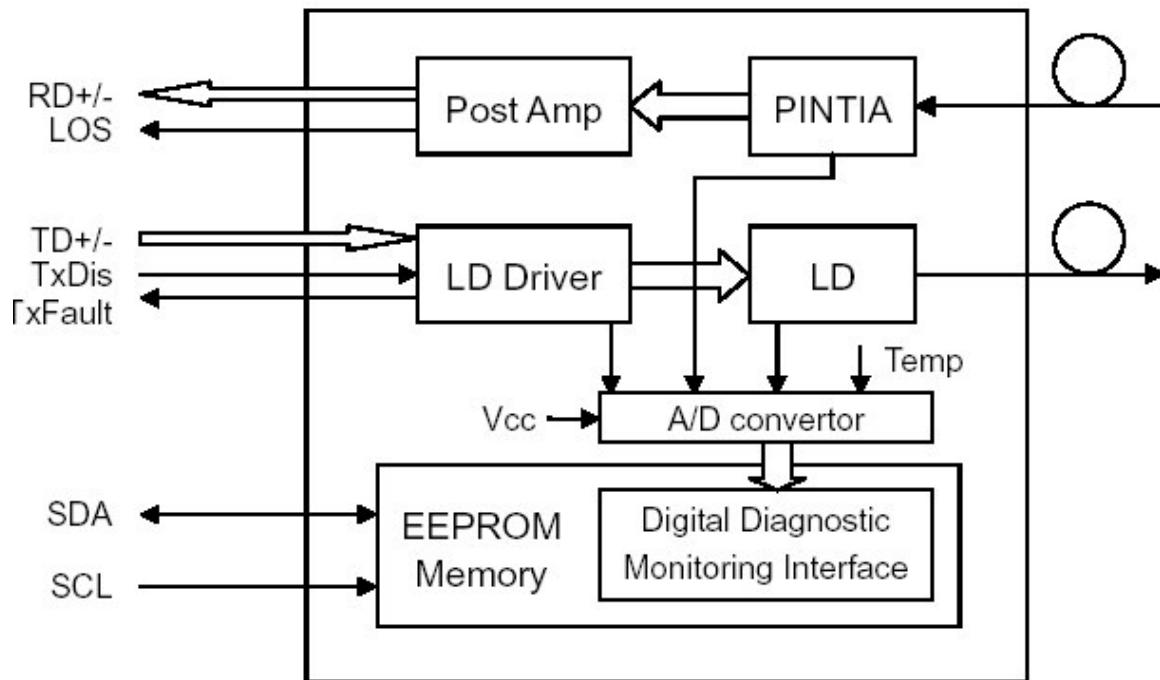 RD+/-
LOS
Post Amp
PINTIA
TD+/-
TxDis
TxFault
LD Driver
LD
Temp
Vcc
A/D convertor
SDA
SCL
EEPROM
Memory
Digital Diagnostic
Monitoring Interface